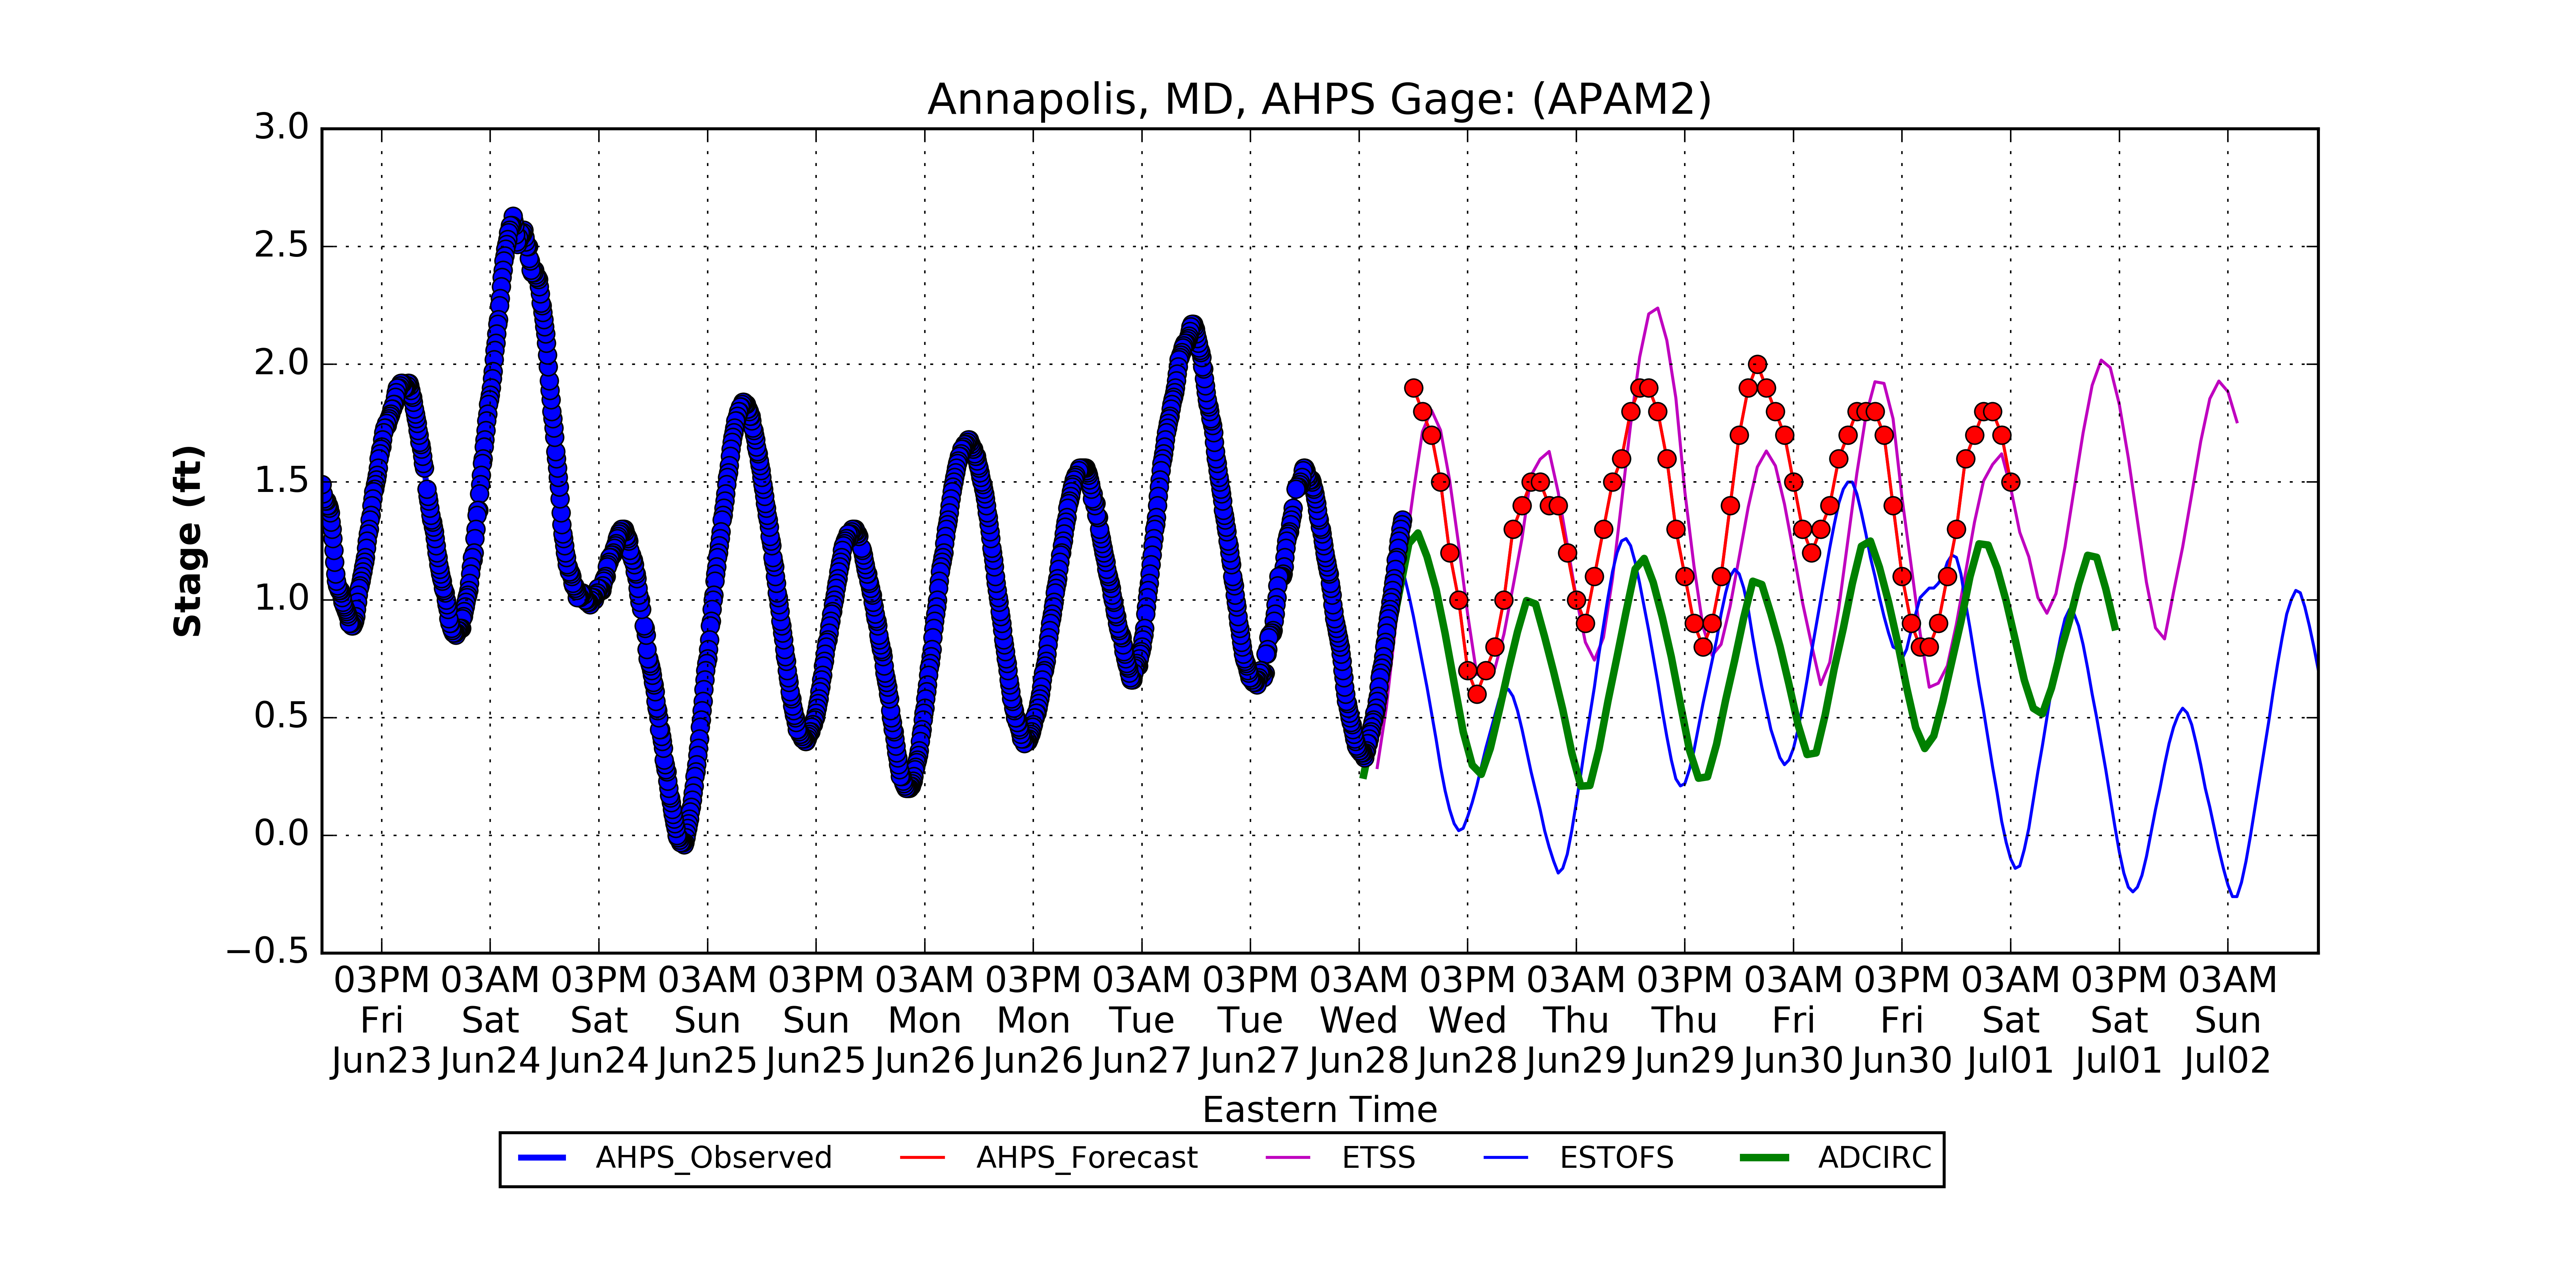 Annapolis, MD, AHPS Gage: (APAM2)
3.0
2.5
2.0
1.5
1.0
0.5
0.0
−0.5
Stage (ft)
03PM 03AM 03PM 03AM 03PM 03AM 03PM 03AM 03PM 03AM 03PM 03AM 03PM 03AM 03PM 03AM 03PM 03AM
Fri Sat Sat Sun Sun Mon Mon Tue Tue Wed Wed Thu Thu Fri Fri Sat Sat Sun
Jun23 Jun24 Jun24 Jun25 Jun25 Jun26 Jun26 Jun27 Jun27 Jun28 Jun28 Jun29 Jun29 Jun30 Jun30 Jul01 Jul01 Jul02
Eastern Time
AHPS_Observed AHPS_Forecast ETSS ESTOFS ADCIRC